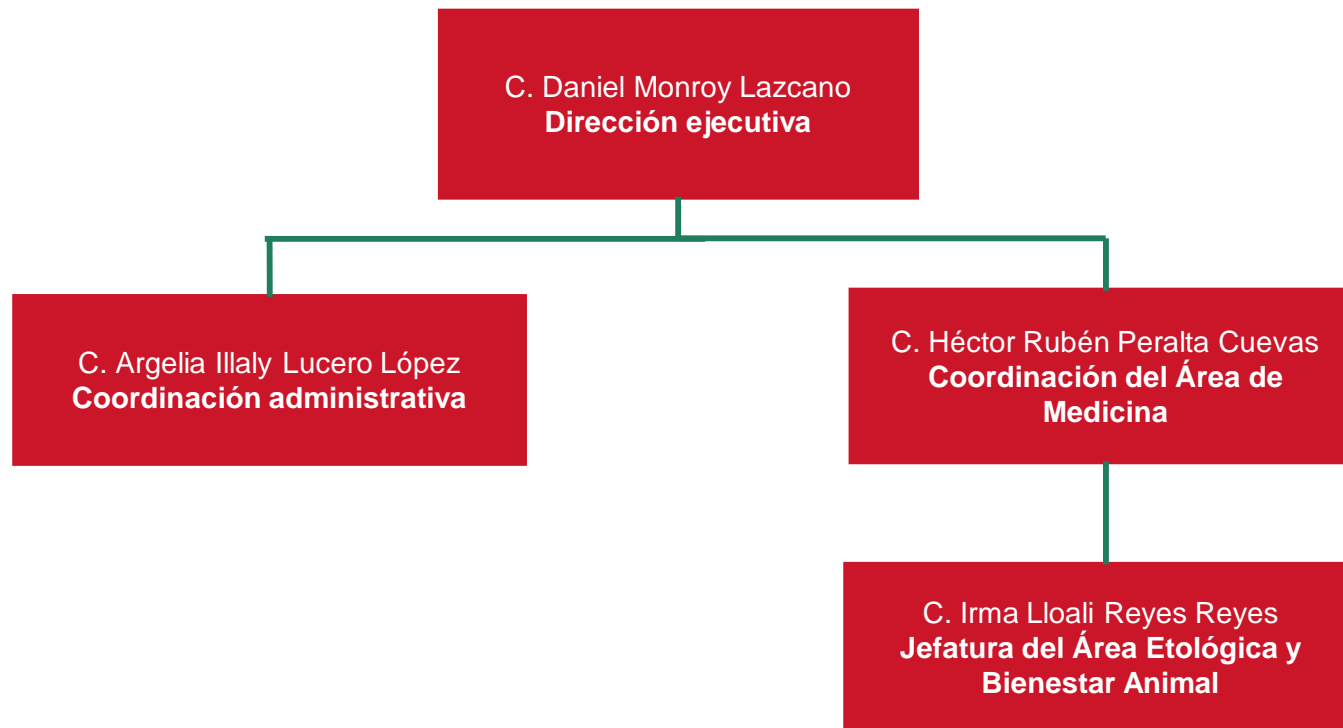 C. Daniel Monroy Lazcano
Dirección ejecutiva
C. Argelia Illaly Lucero López
Coordinación administrativa
C. Héctor Rubén Peralta Cuevas
Coordinación del Área de
Medicina
C. Irma Lloali Reyes Reyes
Jefatura del Área Etológica y
Bienestar Animal